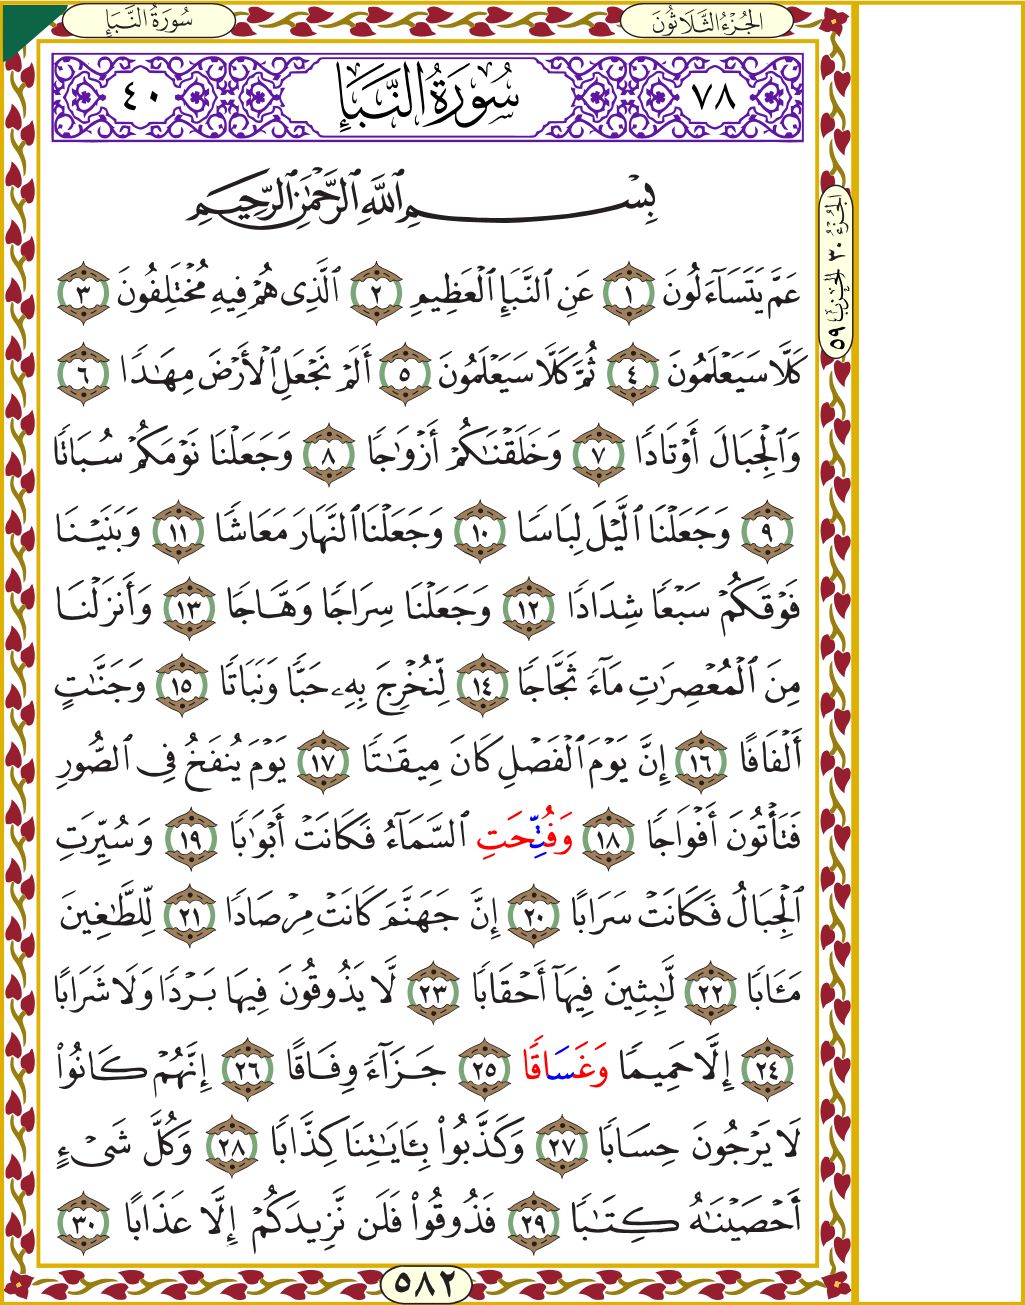 سُورَةُ النَّبَإِ
الجُزْءُ الثَّلَاثُونَ
٧٨
سُورَةُ النَّبَإِ
٤٠
بِسْمِ ٱللَّهِ ٱلرَّحْمَٰنِ ٱلرَّحِيمِ
عَمَّ يَتَسَآءَلُونَ ١ عَنِ ٱلنَّبَإِ ٱلْعَظِيمِ ٢ ٱلَّذِى هُمْ فِيهِ مُخْتَلِفُونَ ٣
كَلَّا سَيَعْلَمُونَ ٤ ثُمَّ كَلَّا سَيَعْلَمُونَ ٥ أَلَمْ نَجْعَلِ ٱلْأَرْضَ مِهَٰدًا ٦
وَٱلْجِبَالَ أَوْتَادًا ٧ وَخَلَقْنَٰكُمْ أَزْوَٰجًا ٨ وَجَعَلْنَا نَوْمَكُمْ سُبَاتًا
٩ وَجَعَلْنَا ٱلَّيْلَ لِبَاسًا ١٠ وَجَعَلْنَا ٱلنَّهَارَ مَعَاشًا ١١ وَبَنَيْنَا
فَوْقَكُمْ سَبْعًا شِدَادًا ١٢ وَجَعَلْنَا سِرَاجًا وَهَّاجًا ١٣ وَأَنزَلْنَا
مِنَ ٱلْمُعْصِرَٰتِ مَآءً ثَجَّاجًا ١٤ لِّنُخْرِجَ بِهِۦ حَبًّا وَنَبَاتًا ١٥ وَجَنَّٰتٍ
أَلْفَافًا ١٦ إِنَّ يَوْمَ ٱلْفَصْلِ كَانَ مِيقَٰتًا ١٧ يَوْمَ يُنفَخُ فِى ٱلصُّورِ
فَتَأْتُونَ أَفْوَاجًا ١٨ وَفُتِّحَتِ ٱلسَّمَآءُ فَكَانَتْ أَبْوَٰبًا ١٩ وَسُيِّرَتِ
ٱلْجِبَالُ فَكَانَتْ سَرَابًا ٢٠ إِنَّ جَهَنَّمَ كَانَتْ مِرْصَادًا ٢١ لِّلطَّٰغِينَ
مَـَٔابًا ٢٢ لَّٰبِثِينَ فِيهَآ أَحْقَابًا ٢٣ لَّا يَذُوقُونَ فِيهَا بَرْدًا وَلَا شَرَابًا
٢٤ إِلَّا حَمِيمًا وَغَسَاقًا ٢٥ جَزَآءً وِفَاقًا ٢٦ إِنَّهُمْ كَانُوا۟
لَا يَرْجُونَ حِسَابًا ٢٧ وَكَذَّبُوا۟ بِـَٔايَٰتِنَا كِذَّابًا ٢٨ وَكُلَّ شَىْءٍ
أَحْصَيْنَٰهُ كِتَٰبًا ٢٩ فَذُوقُوا۟ فَلَن نَّزِيدَكُمْ إِلَّا عَذَابًا ٣٠
الجُزْءُ ٣٠ الحِزْبُ ٥٩
٥٨٢